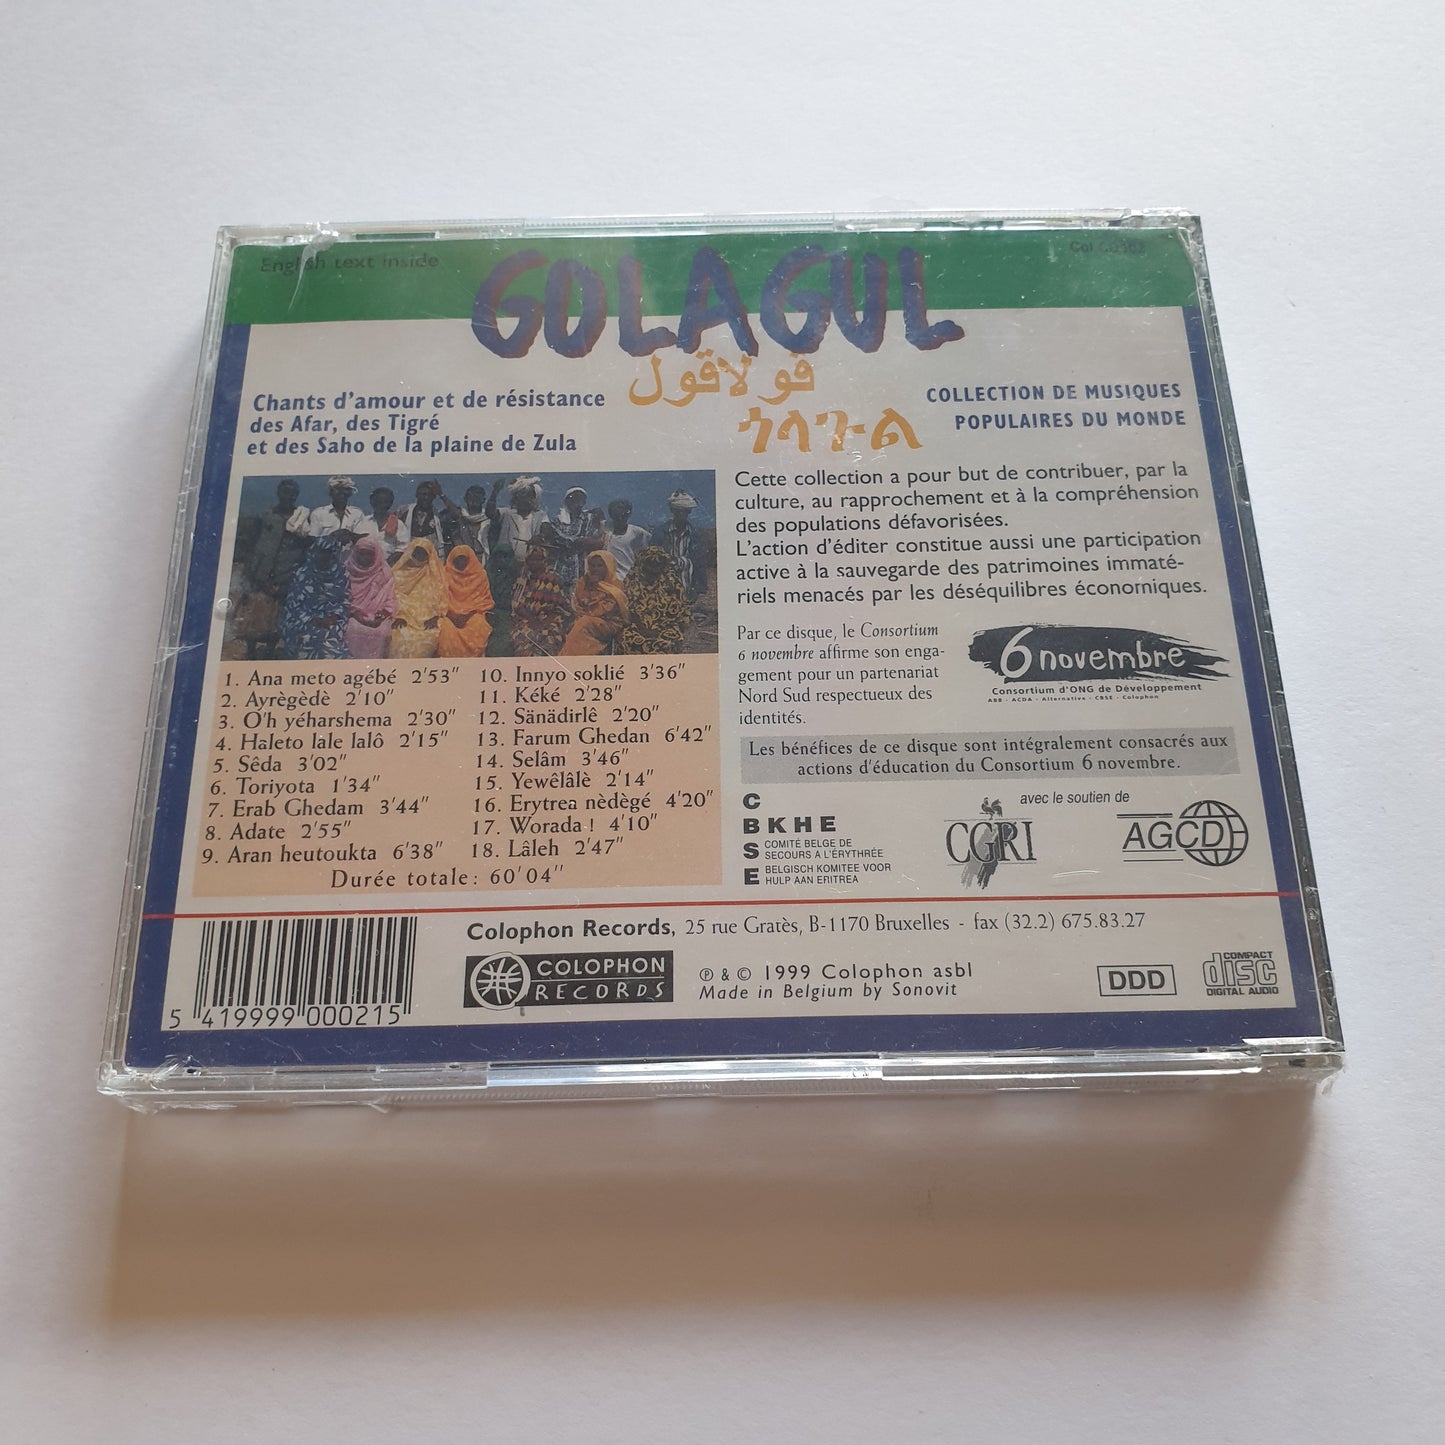 English text inside
GOLAGUL
قولاقول
ጎላጉል
Chants d'amour et de résistance
des Afar, des Tigré
et des Saho de la plaine de Zula
COLLECTION DE MUSIQUES
POPULAIRES DU MONDE
Cette collection a pour but de contribuer, par la
culture, au rapprochement et à la compréhension
des populations défavorisées.
L'action d'éditer constitue aussi une participation
active à la sauvegarde des patrimoines immaté-
riels menacés par les déséquilibres économiques.
Par ce disque, le Consortium
6 novembre affirme son enga-
gement pour un partenariat
Nord Sud respectueux des
identités.
6 novembre
Consortium d'ONG de Développement
ABB - ACDA - Alternative - CBSE - Colophon
Les bénéfices de ce disque sont intégralement consacrés aux
actions d'éducation du Consortium 6 novembre.
1. Ana meto agébé 2'53"
2. Ayrègèdè 2'10"
3. O'h yéharshema 2'30"
4. Haleto lale lalô 2'15"
5. Sêda 3'02"
6. Toriyota 1'34"
7. Erab Ghedam 3'44"
8. Adate 2'55"
9. Aran heutoukta 6'38"
10. Innyo soklié 3'36"
11. Kéké 2'28"
12. Sänädirlê 2'20"
13. Farum Ghedan 6'42"
14. Selâm 3'46"
15. Yewêlâlè 2'14"
16. Erytrea nèdègé 4'20"
17. Worada ! 4'10"
18. Lâleh 2'47"
Durée totale : 60'04"
C
BKHE
S COMITÉ BELGE DE
SECOURS A L'ÉRYTHRÉE
E BELGISCH KOMITEE VOOR
HULP AAN ERITREA
avec le soutien de
CGRI
AGCD
Colophon Records, 25 rue Gratès, B-1170 Bruxelles - fax (32.2) 675.83.27
COLOPHON
RECORDS
℗ & © 1999 Colophon asbl
Made in Belgium by Sonovit
DDD
COMPACT
disc
DIGITAL AUDIO
5 419999 000215